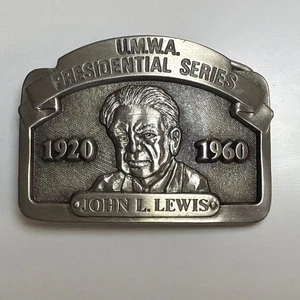 U.M.W.A.
PRESIDENTIAL SERIES
1920 1960
JOHN L. LEWIS